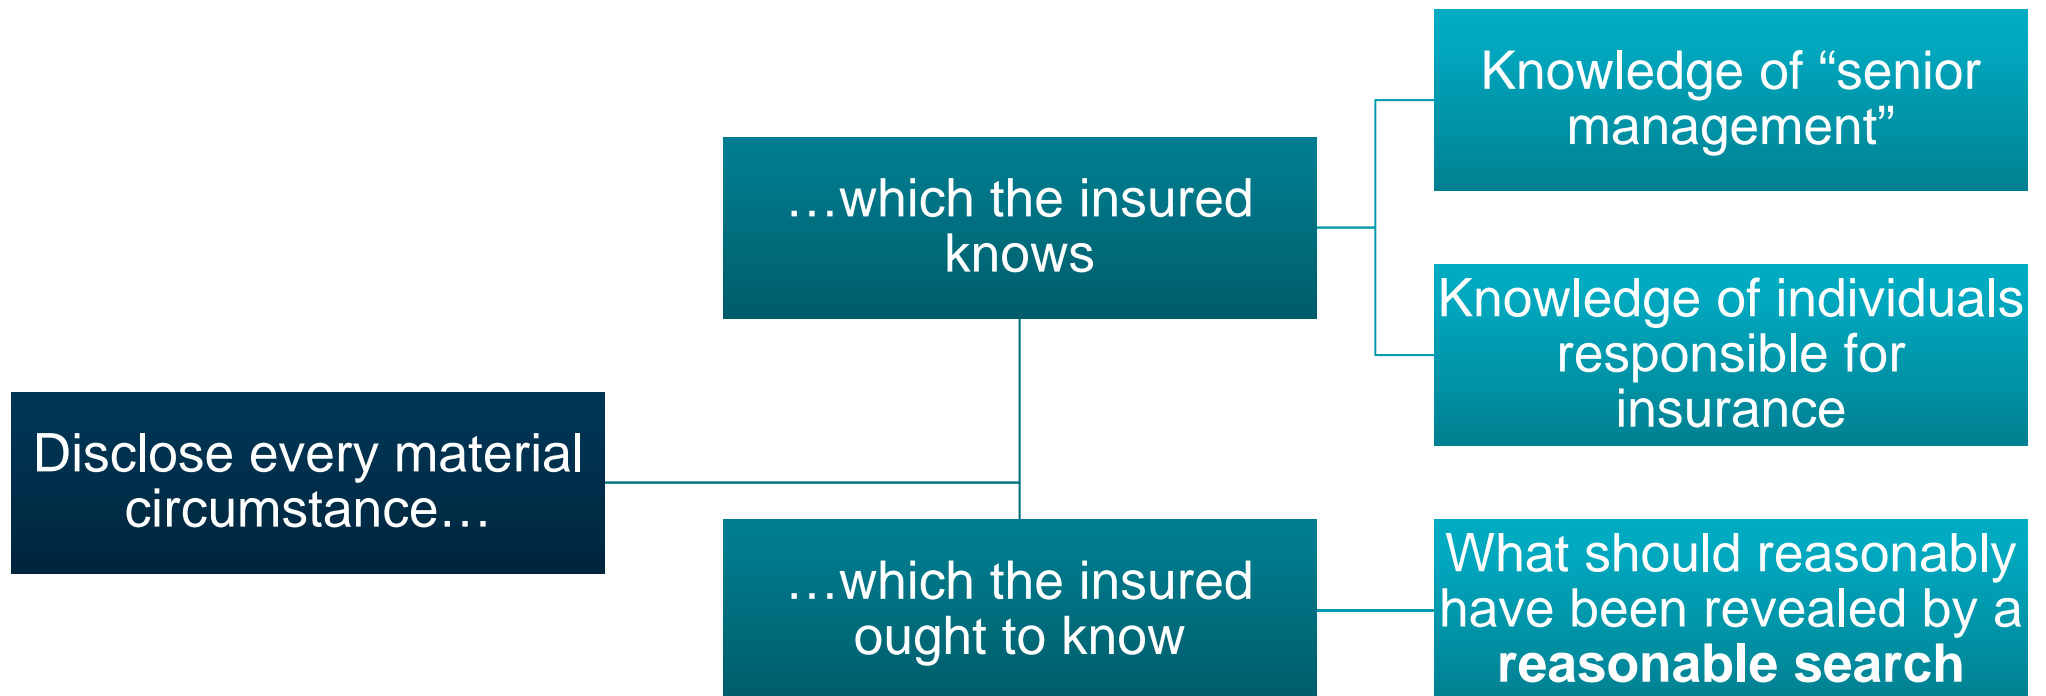 Disclose every material
circumstance…
…which the insured
knows
Knowledge of “senior
management”
Knowledge of individuals
responsible for
insurance
…which the insured
ought to know
What should reasonably
have been revealed by a
reasonable search